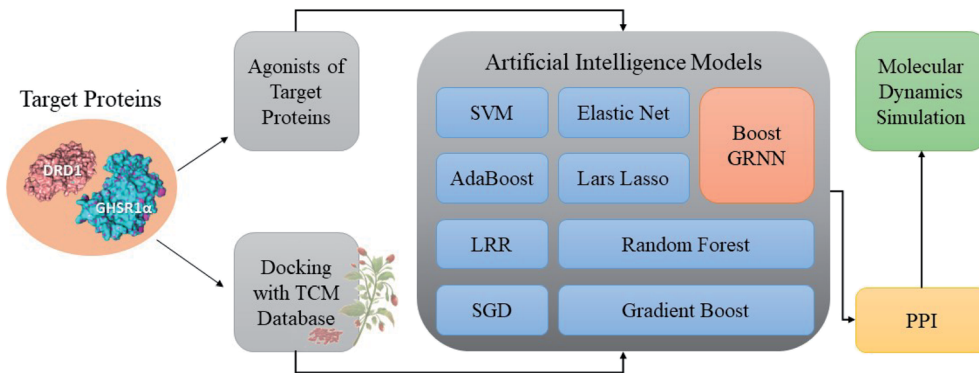 Target Proteins
DRD1
GHSR1α
Agonists of
Target
Proteins
Docking
with TCM
Database
Artificial Intelligence Models
SVM
Elastic Net
Boost
GRNN
AdaBoost
Lars Lasso
LRR
Random Forest
SGD
Gradient Boost
Molecular
Dynamics
Simulation
PPI